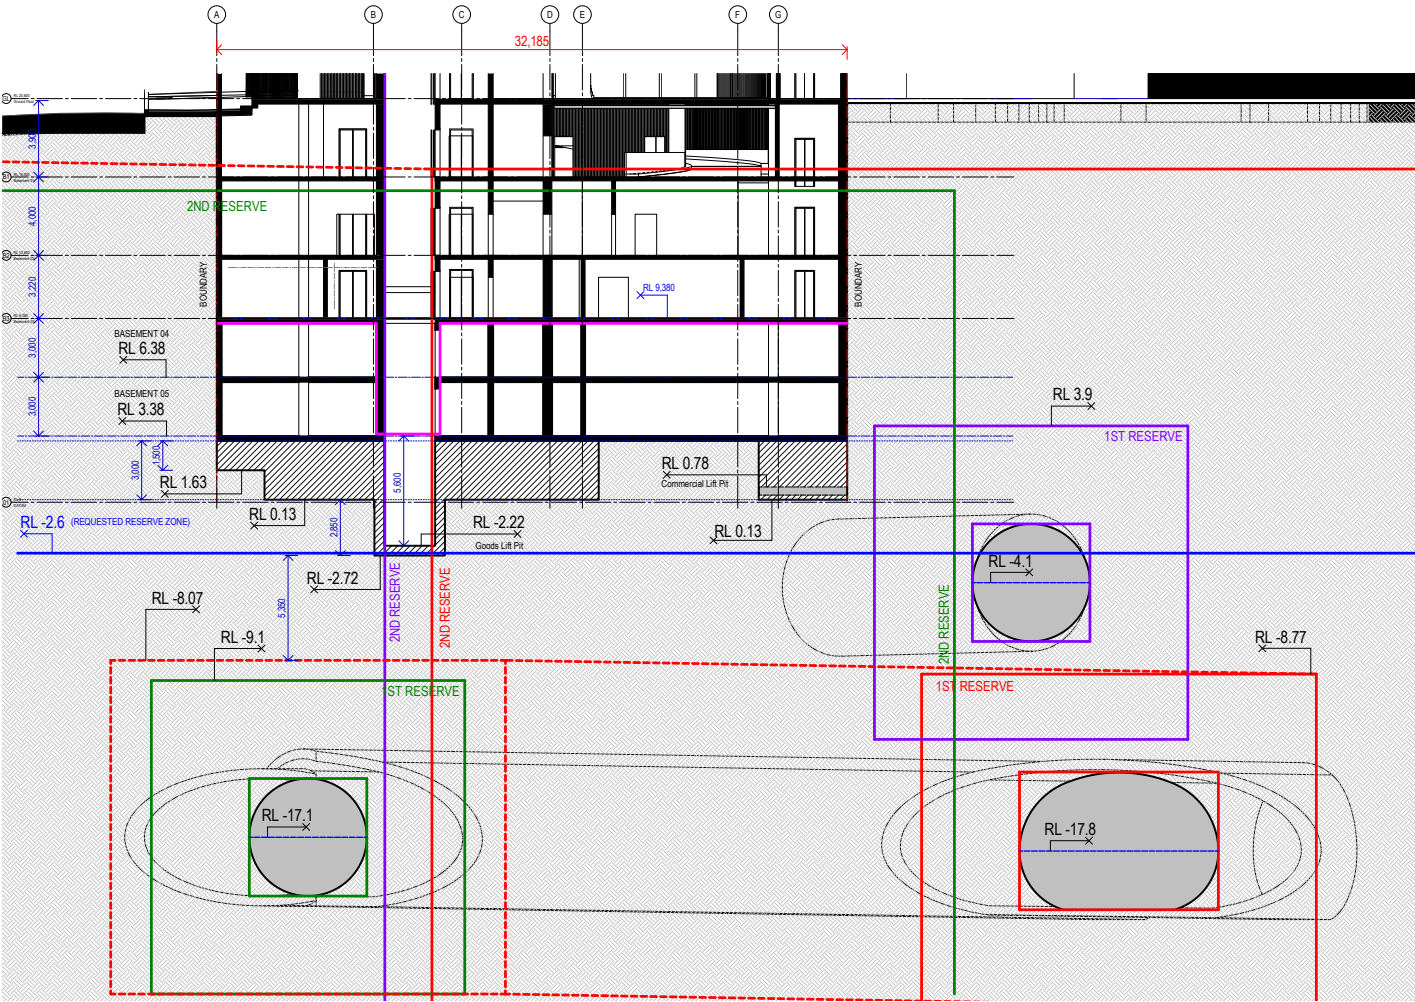 A
B
C
D
E
F
G
32,185
3,900
4,000
3,220
3,000
3,000
2ND RESERVE
BOUNDARY
BOUNDARY
RL 9,380
BASEMENT 04
RL 6.38
BASEMENT 05
RL 3.38
RL 3.9
1ST RESERVE
3,000
1,500
RL 1.63
5,600
RL 0.78
Commercial Lift Pit
RL 0.13
RL -2.6 (REQUESTED RESERVE ZONE)
2,850
RL -2.22
Goods Lift Pit
RL 0.13
RL -4.1
RL -2.72
2ND RESERVE
2ND RESERVE
2ND RESERVE
5,350
RL -8.07
RL -9.1
RL -8.77
1ST RESERVE
1ST RESERVE
RL -17.1
RL -17.8